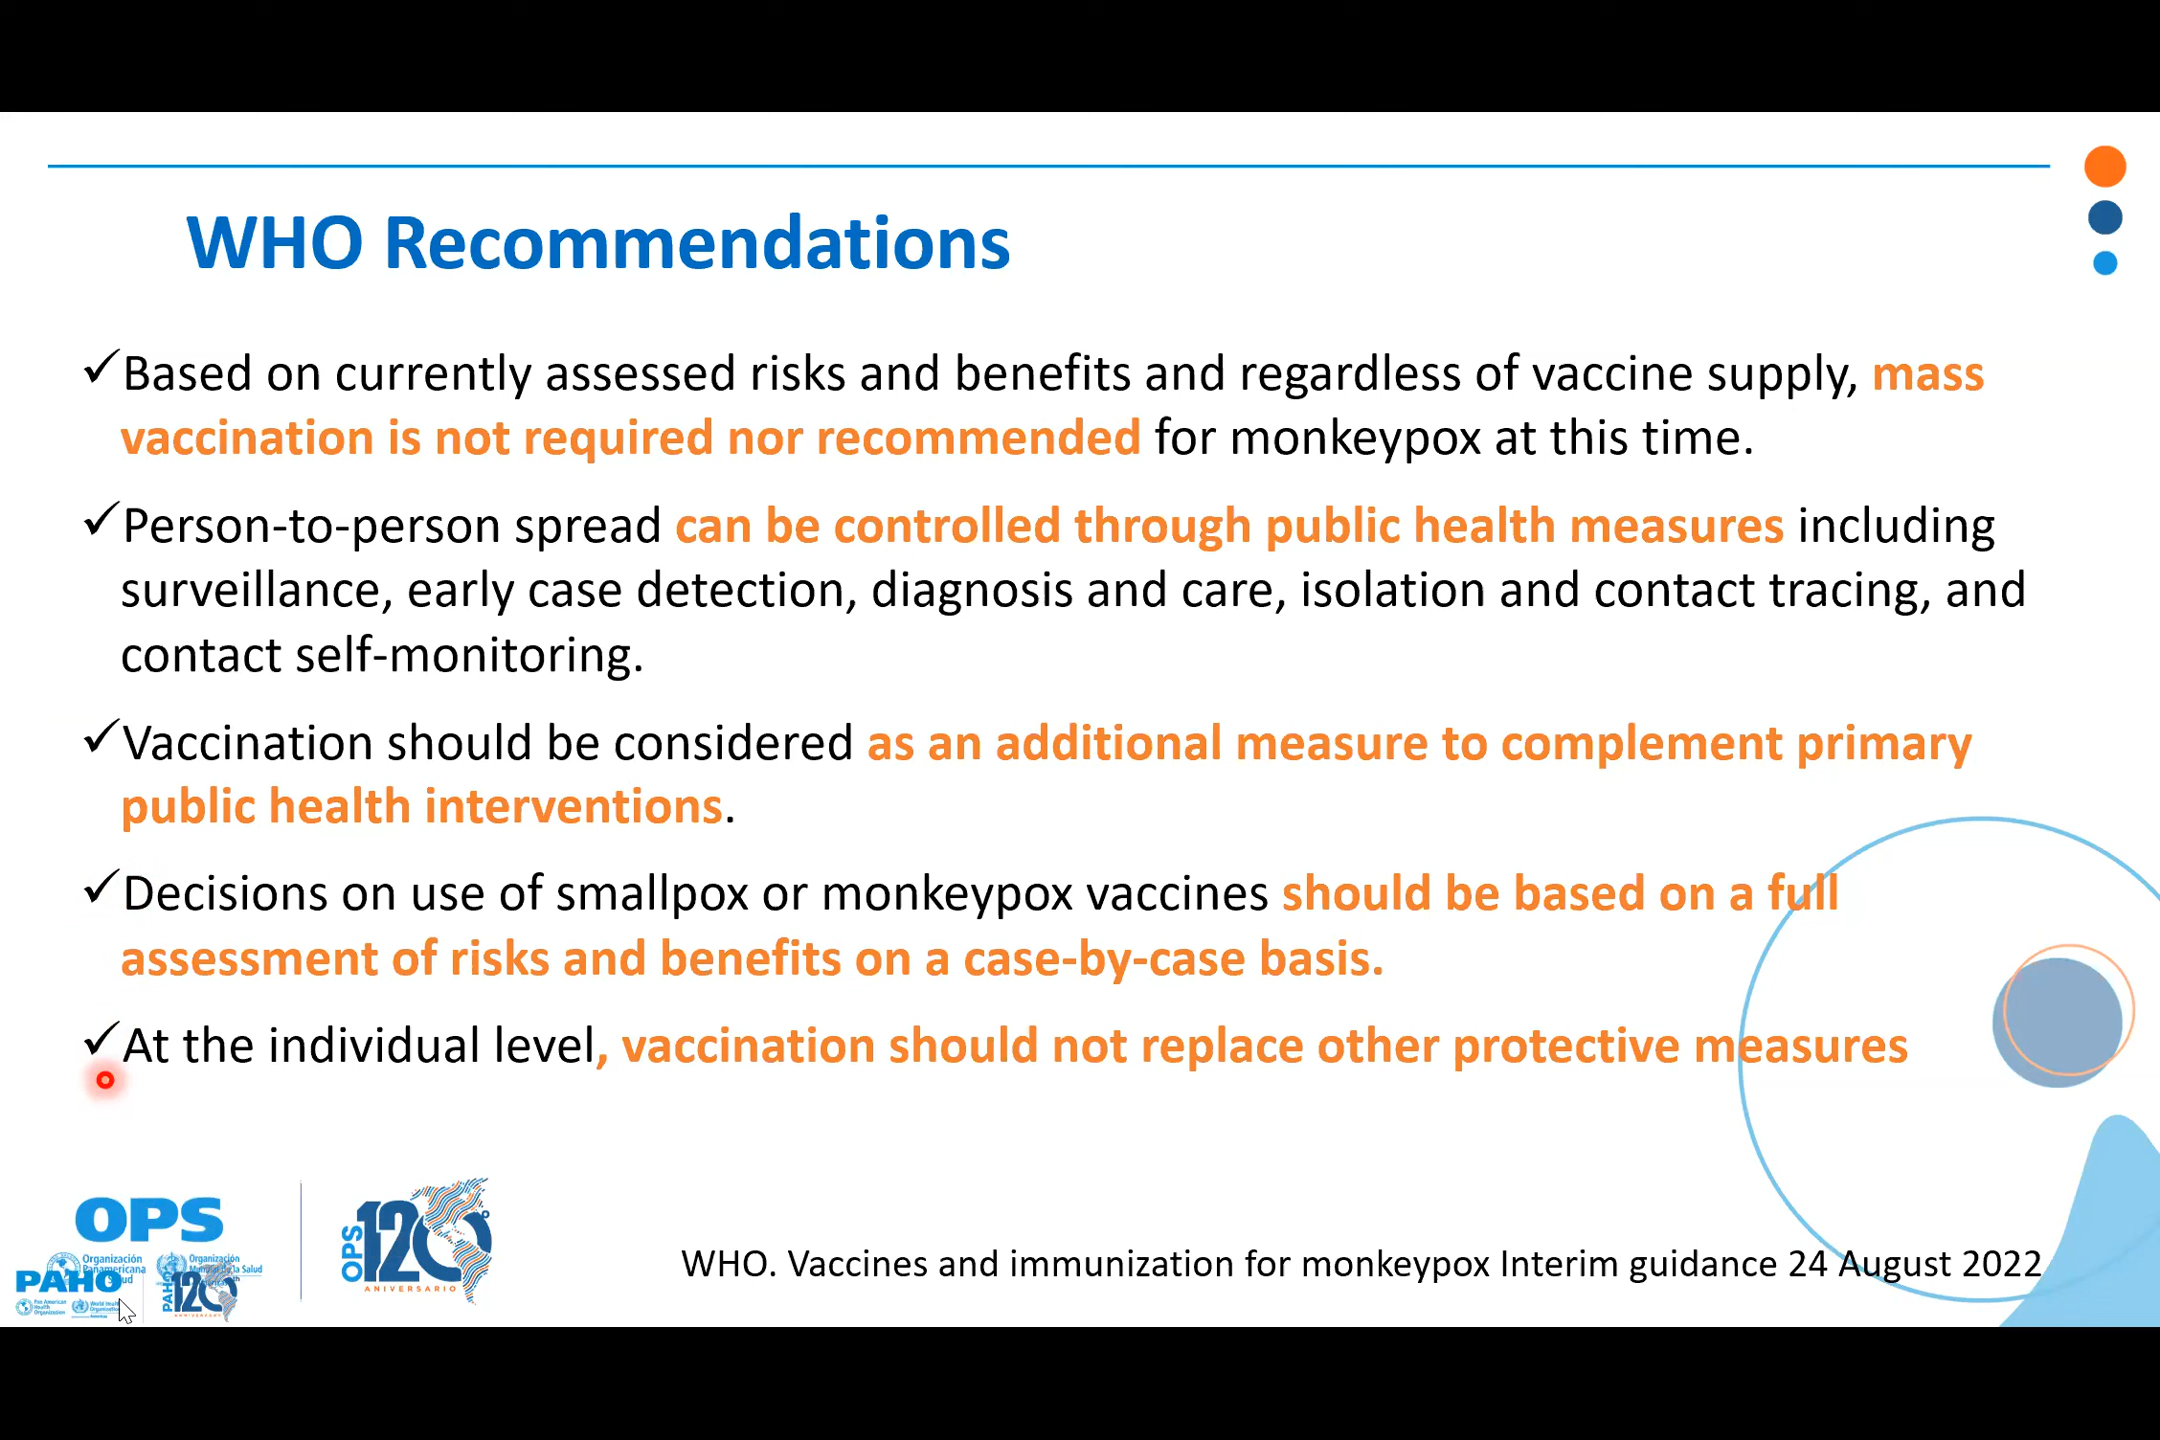 WHO Recommendations
✓Based on currently assessed risks and benefits and regardless of vaccine supply, mass
vaccination is not required nor recommended for monkeypox at this time.
✓Person-to-person spread can be controlled through public health measures including
surveillance, early case detection, diagnosis and care, isolation and contact tracing, and
contact self-monitoring.
✓Vaccination should be considered as an additional measure to complement primary
public health interventions.
✓Decisions on use of smallpox or monkeypox vaccines should be based on a full
assessment of risks and benefits on a case-by-case basis.
✓At the individual level, vaccination should not replace other protective measures
OPS
Organización
Organización
PAHO
PAHO 120
OPS 120
ANIVERSARIO
WHO. Vaccines and immunization for monkeypox Interim guidance 24 August 2022